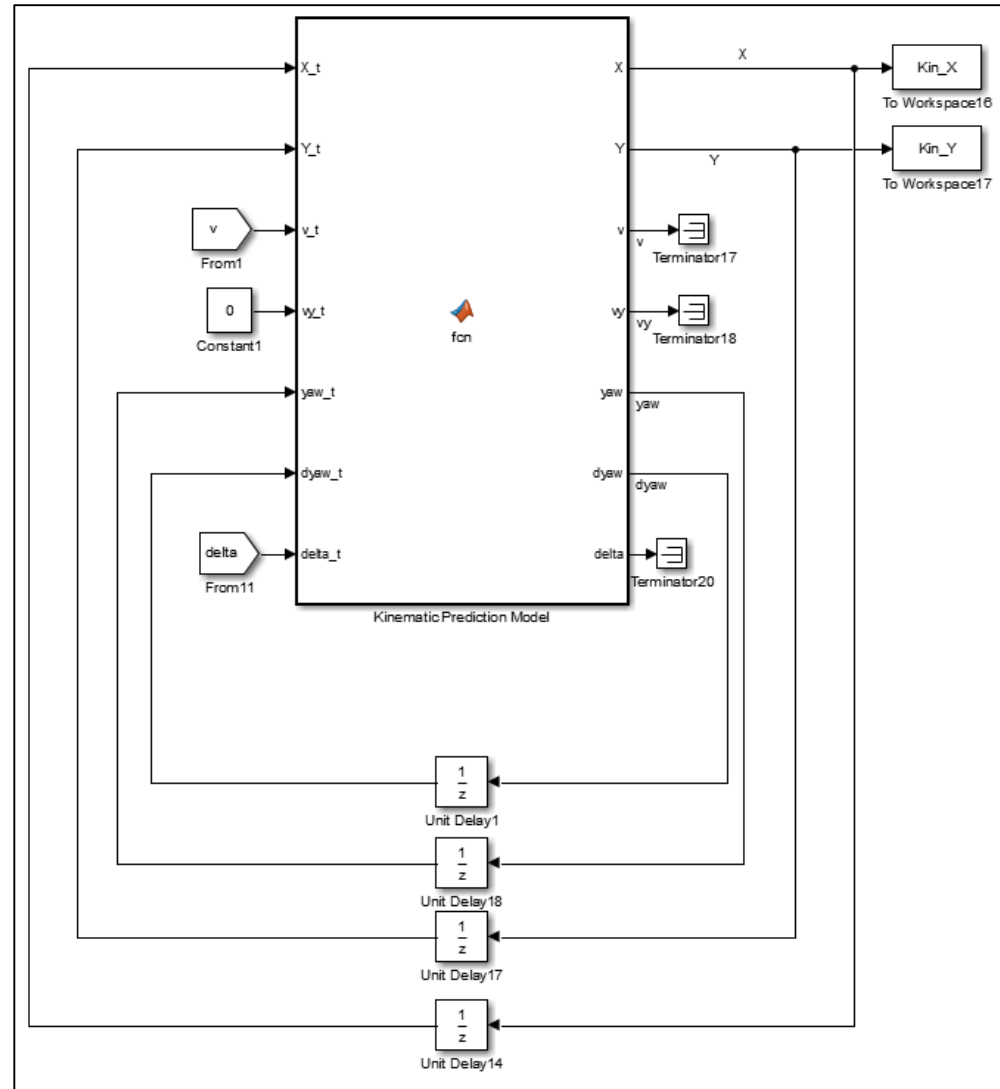 X
X_t
X
Kin_X
To Workspace16
Y_t
Y
Y
Kin_Y
To Workspace17
v
From1
v_t
v
v
Terminator17
0
Constant1
vy_t
fcn
vy
vy
Terminator18
yaw_t
yaw
yaw
dyaw_t
dyaw
dyaw
delta
From11
delta_t
delta
Terminator20
Kinematic Prediction Model
1
z
Unit Delay1
1
z
Unit Delay18
1
z
Unit Delay17
1
z
Unit Delay14